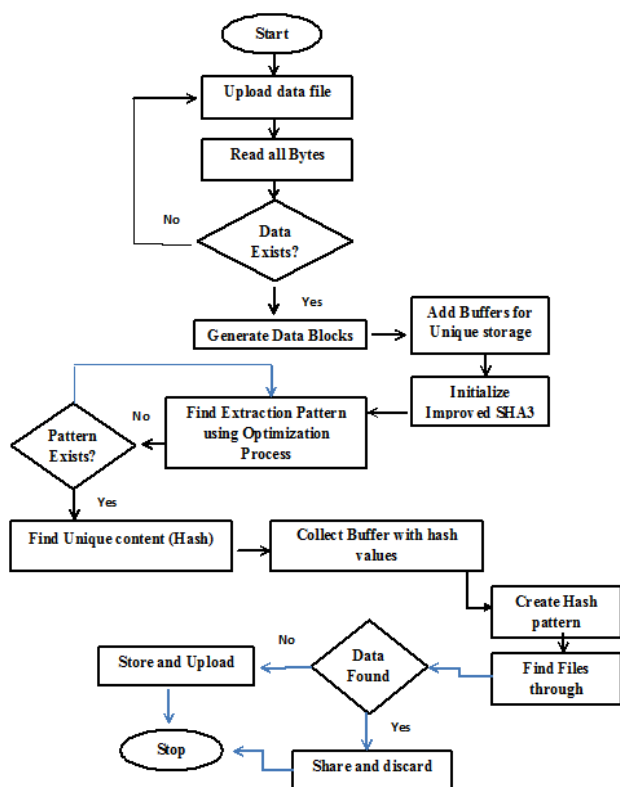 Start
Upload data file
Read all Bytes
No
Data
Exists?
Yes
Generate Data Blocks
Add Buffers for
Unique storage
Initialize
Improved SHA3
Find Extraction Pattern
using Optimization
Process
No
Pattern
Exists?
Yes
Find Unique content (Hash)
Collect Buffer with hash
values
Create Hash
pattern
Find Files
through
Data
Found
No
Store and Upload
Yes
Stop
Share and discard